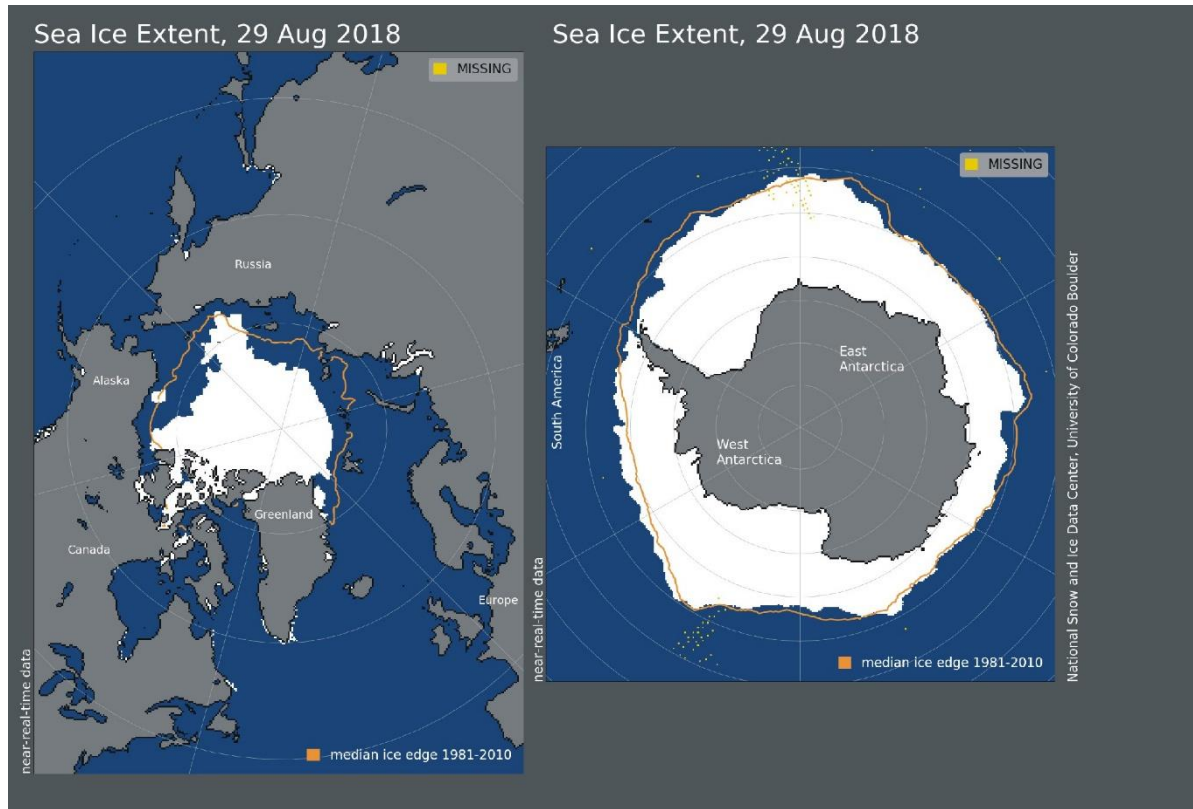 Sea Ice Extent, 29 Aug 2018
MISSING
Russia
Alaska
Greenland
Canada
Europe
near-real-time data
median ice edge 1981-2010
Sea Ice Extent, 29 Aug 2018
MISSING
East
Antarctica
West
Antarctica
South America
near-real-time data
median ice edge 1981-2010
National Snow and Ice Data Center, University of Colorado Boulder